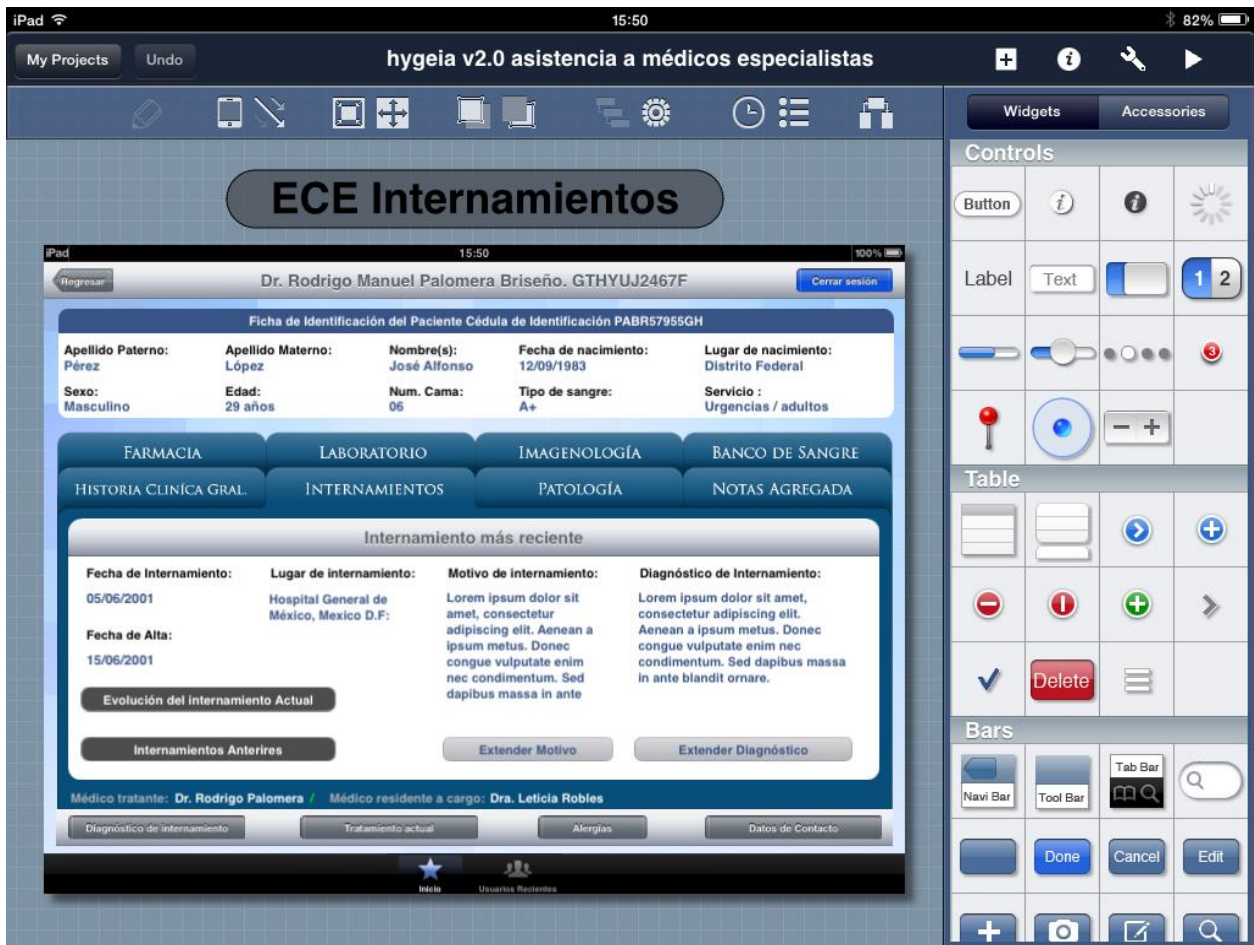 iPad 15:50 82%
My Projects Undo hygeia v2.0 asistencia a médicos especialistas
Widgets Accessories
ECE Internamientos
iPad 15:50 100%
Regresar Dr. Rodrigo Manuel Palomera Briseño. GTHYUJ2467F Cerrar sesión
Ficha de Identificación del Paciente Cédula de Identificación PABR57955GH
Apellido Paterno: Apellido Materno: Nombre(s): Fecha de nacimiento: Lugar de nacimiento:
Pérez López José Alfonso 12/09/1983 Distrito Federal
Sexo: Edad: Num. Cama: Tipo de sangre: Servicio :
Masculino 29 años 06 A+ Urgencias / adultos
Farmacia Laboratorio Imagenología Banco de Sangre
Historia Cliníca Gral. Internamientos Patología Notas Agregada
Internamiento más reciente
Fecha de Internamiento:
05/06/2001
Fecha de Alta:
15/06/2001
Lugar de internamiento:
Hospital General de
México, Mexico D.F:
Motivo de internamiento:
Lorem ipsum dolor sit
amet, consectetur
adipiscing elit. Aenean a
ipsum metus. Donec
congue vulputate enim
nec condimentum. Sed
dapibus massa in ante
Diagnóstico de Internamiento:
Lorem ipsum dolor sit amet,
consectetur adipiscing elit.
Aenean a ipsum metus. Donec
congue vulputate enim nec
condimentum. Sed dapibus massa
in ante blandit ornare.
Evolución del internamiento Actual
Internamientos Anterires Extender Motivo Extender Diagnóstico
Médico tratante: Dr. Rodrigo Palomera / Médico residente a cargo: Dra. Leticia Robles
Diagnóstico de internamiento Tratamiento actual Alergias Datos de Contacto
Inicio Usuarios Recientes
Controls
Button i i
Label Text 1 2
3
Table
Delete
Bars
Navi Bar Tool Bar Tab Bar
Done Cancel Edit